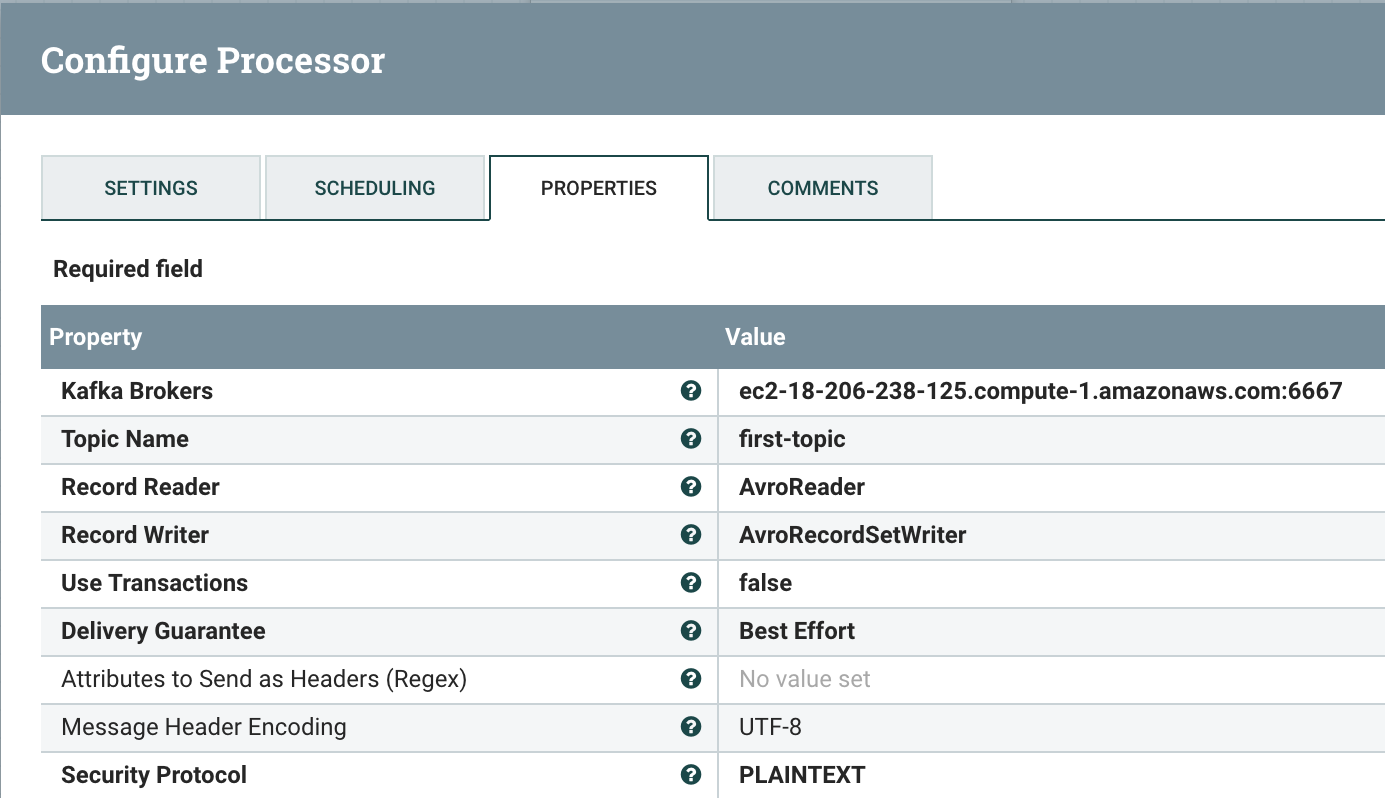 Configure Processor
SETTINGS SCHEDULING PROPERTIES COMMENTS
Required field
Property Value
Kafka Brokers ? ec2-18-206-238-125.compute-1.amazonaws.com:6667
Topic Name ? first-topic
Record Reader ? AvroReader
Record Writer ? AvroRecordSetWriter
Use Transactions ? false
Delivery Guarantee ? Best Effort
Attributes to Send as Headers (Regex) ? No value set
Message Header Encoding ? UTF-8
Security Protocol ? PLAINTEXT